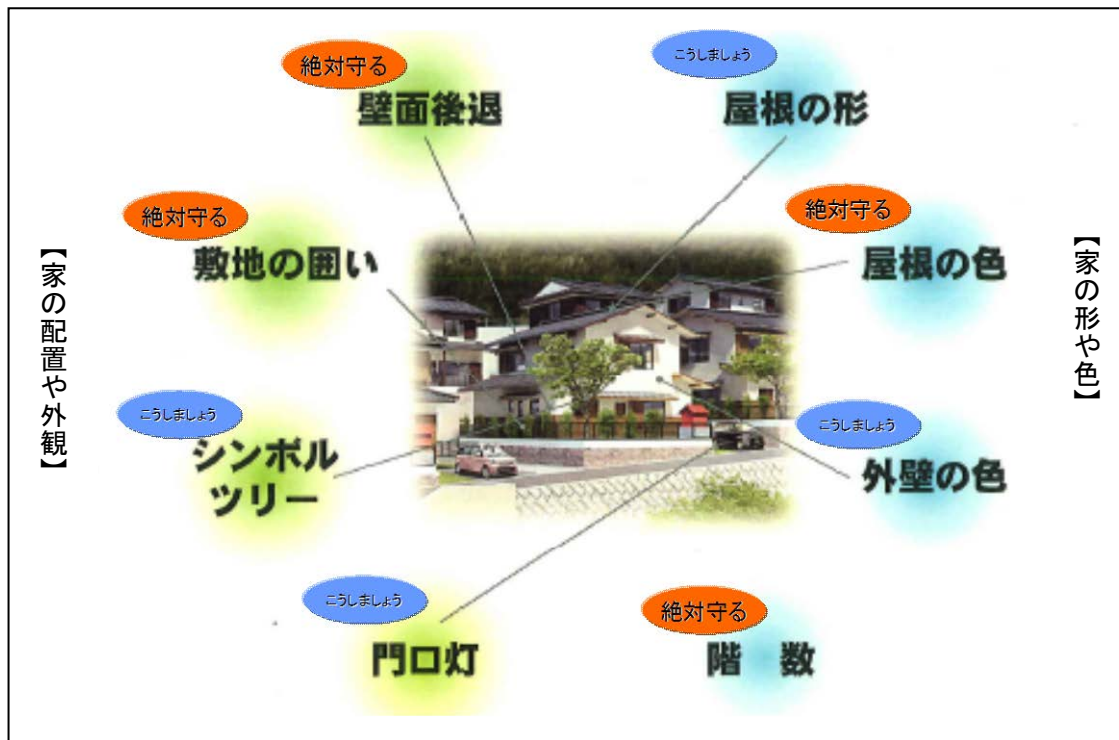 絶対守る
壁面後退
こうしましょう
屋根の形
絶対守る
敷地の囲い
絶対守る
屋根の色
【家の配置や外観】
【家の形や色】
こうしましょう
シンボル
ツリー
こうしましょう
外壁の色
こうしましょう
門口灯
絶対守る
階 数